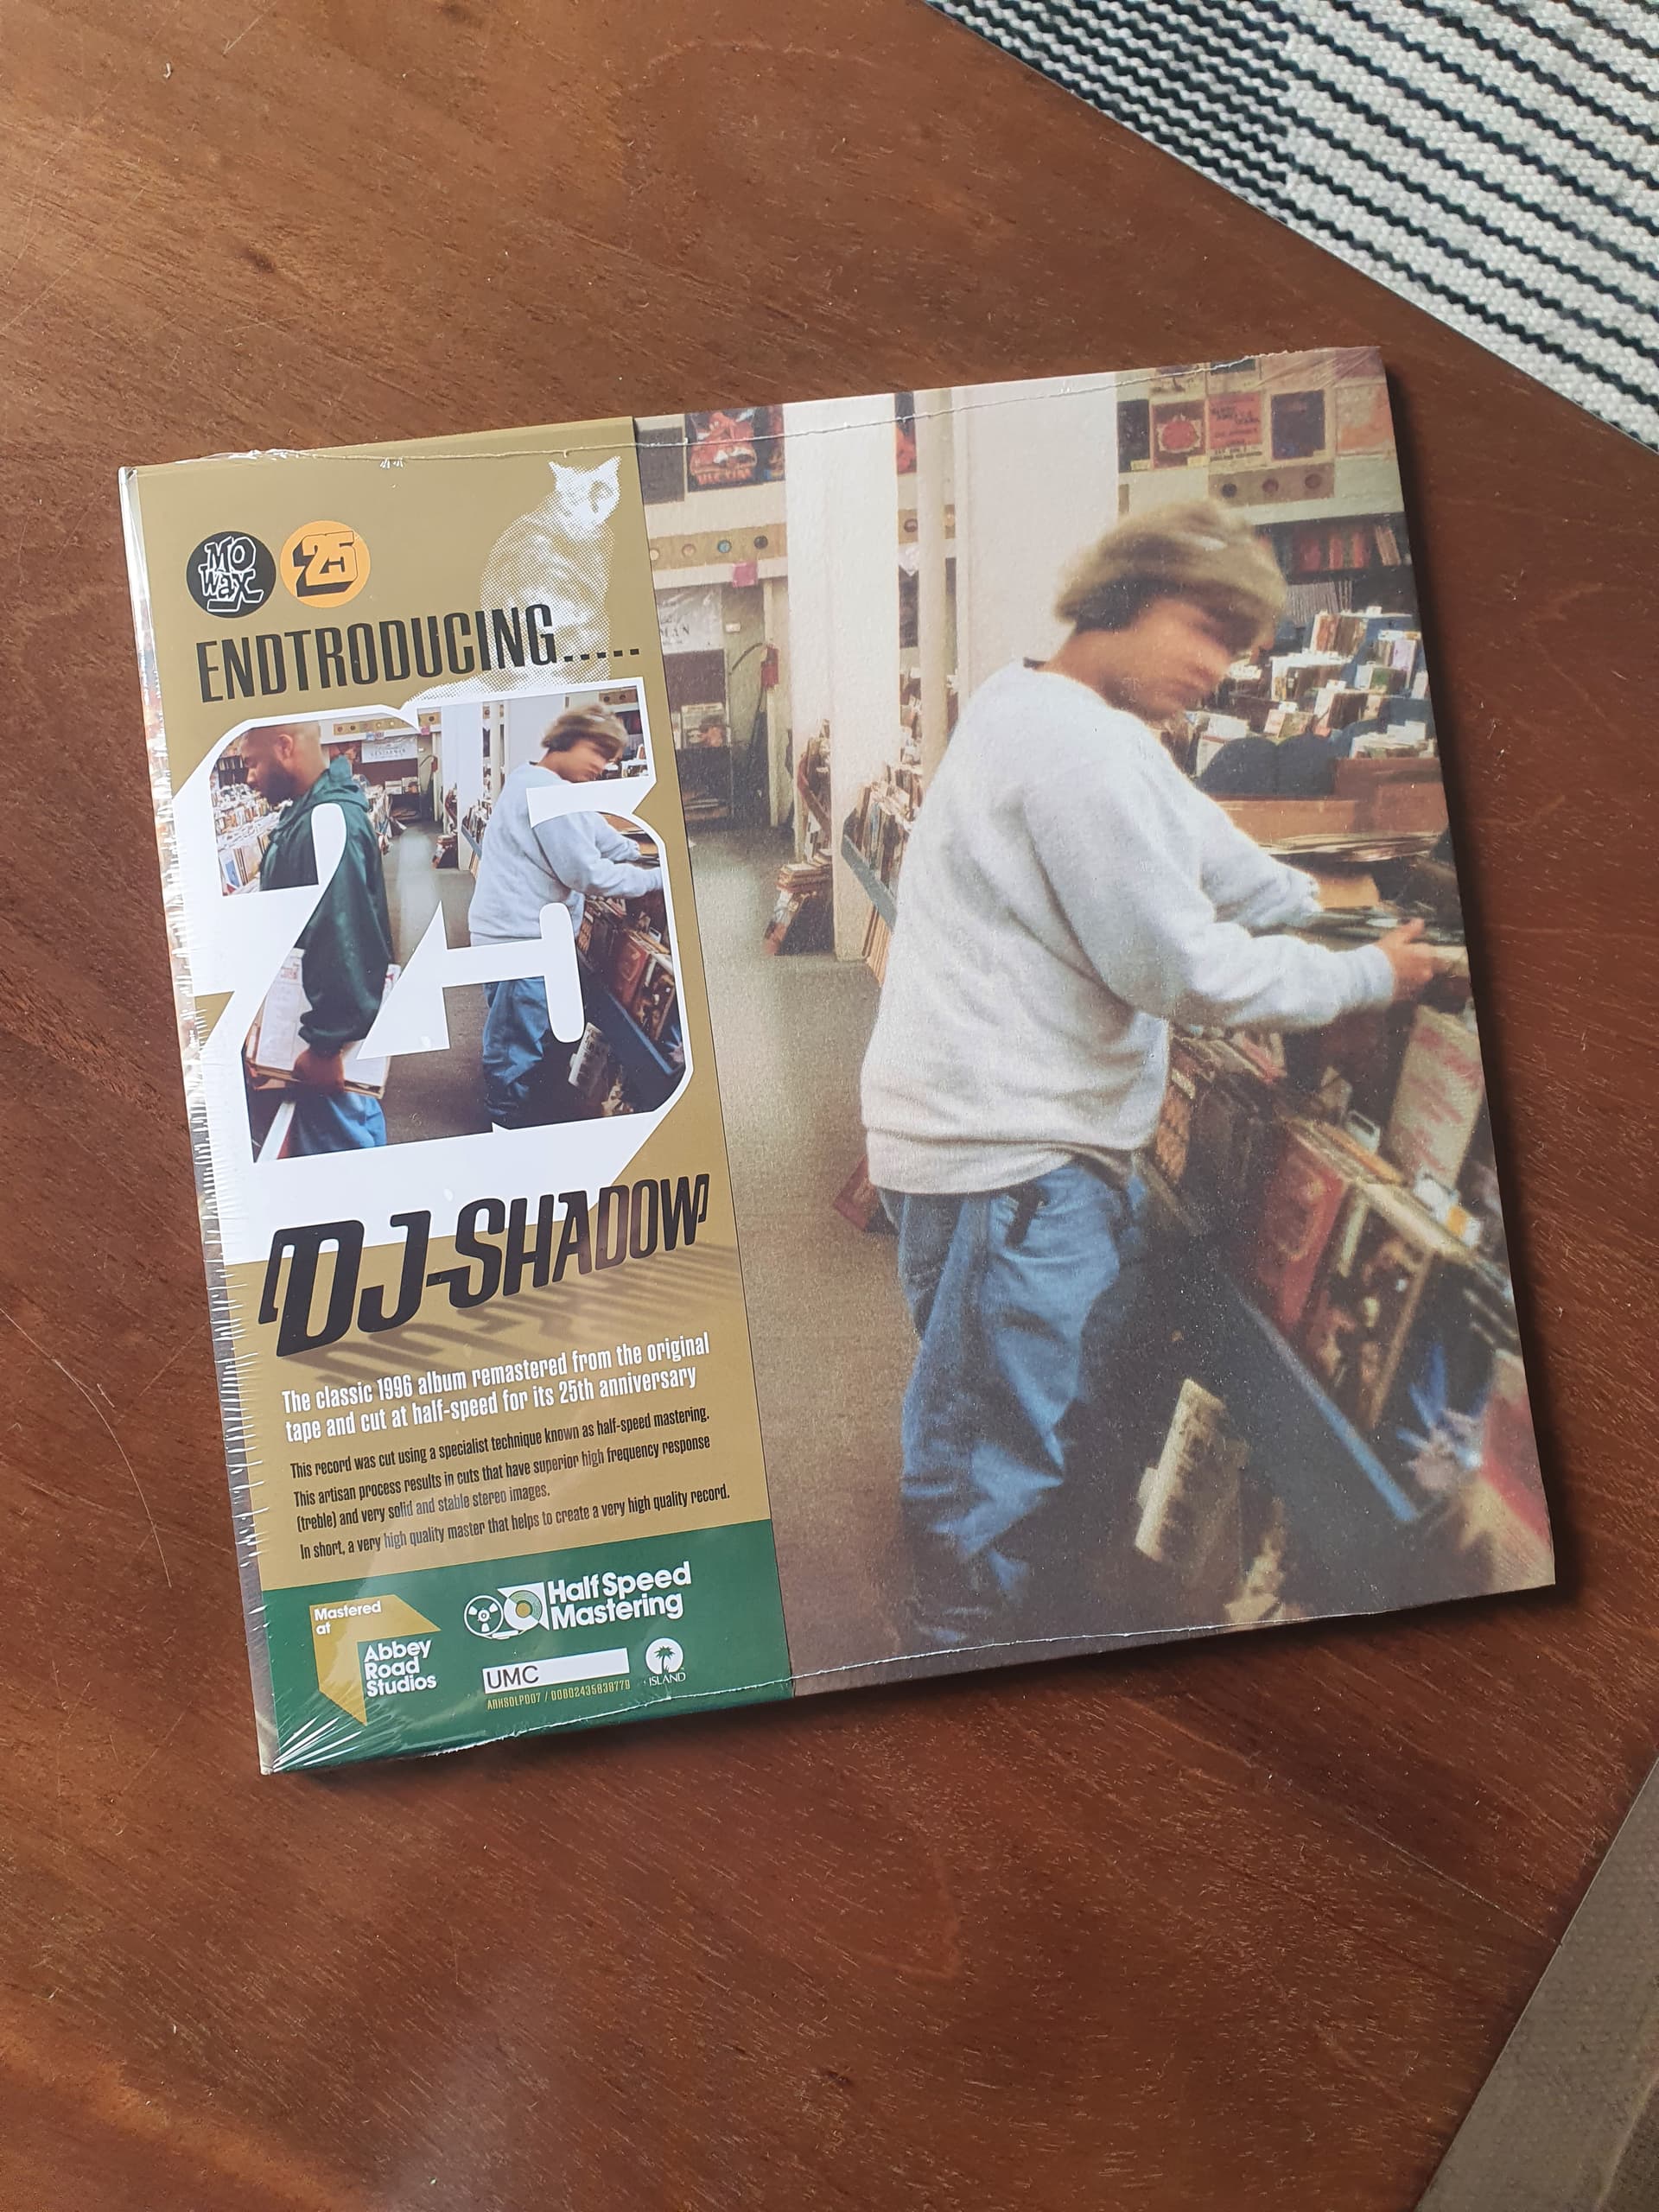 MO
Wax
25
ENDTRODUCING.....
25
DJ-SHADOW
The classic 1996 album remastered from the original
tape and cut at half-speed for its 25th anniversary
This record was cut using a specialist technique known as half-speed mastering.
This artisan process results in cuts that have superior high frequency response
(treble) and very solid and stable stereo images.
In short, a very high quality master that helps to create a very high quality record.
Mastered
at
Abbey
Road
Studios
Half Speed
Mastering
UMC
ISLAND
ARHSDLP007 / 00602435838779